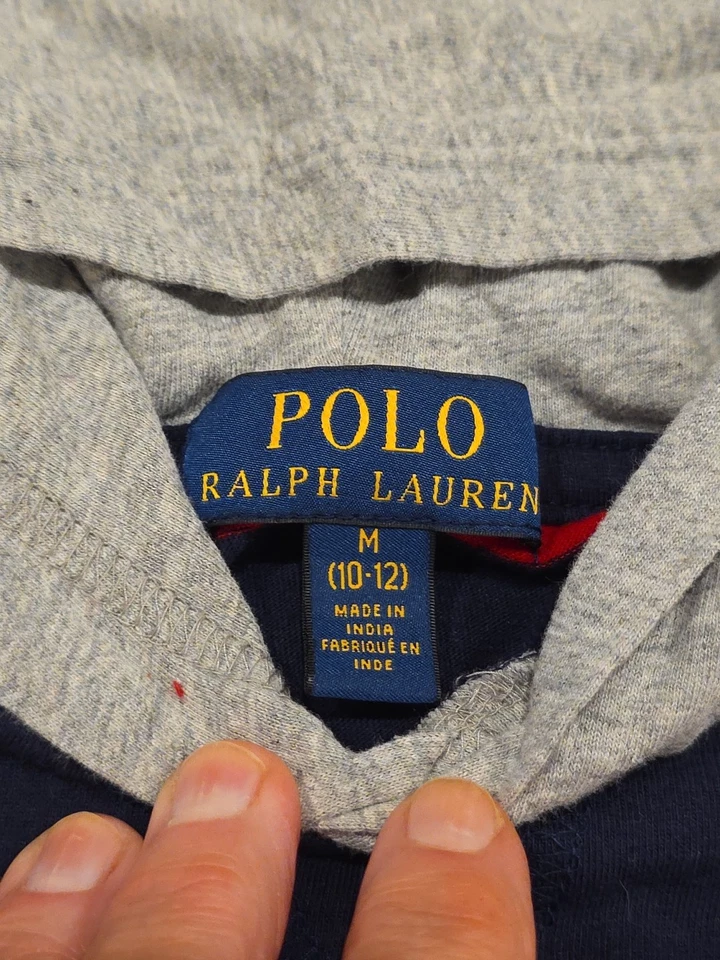 POLO
RALPH LAUREN
M
(10-12)
MADE IN
INDIA
FABRIQUÉ EN
INDE